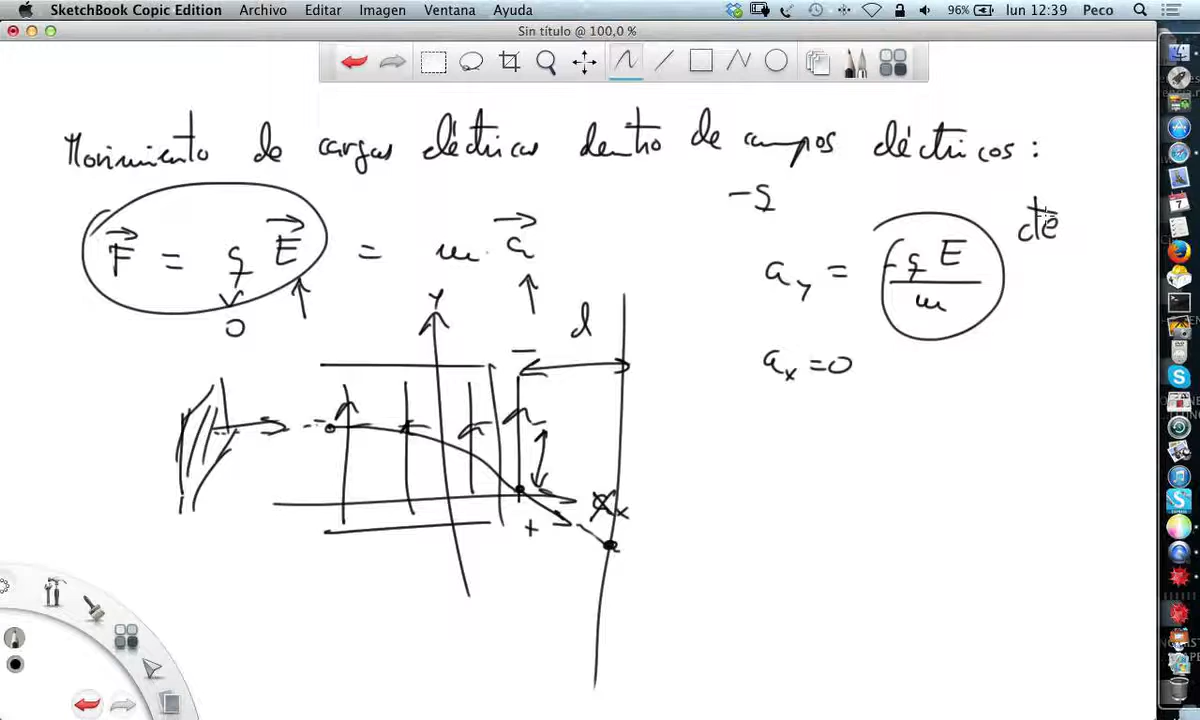 SketchBook Copic Edition Archivo Editar Imagen Ventana Ayuda 96% lun 12:39 Peco
Sin título @ 100,0 %
Movimiento de cargas eléctricas dentro de campos eléctricos:
-q
F = q E = m · a
0
a_y = -q E / m cte
a_x = 0
Y
d
-
+
x